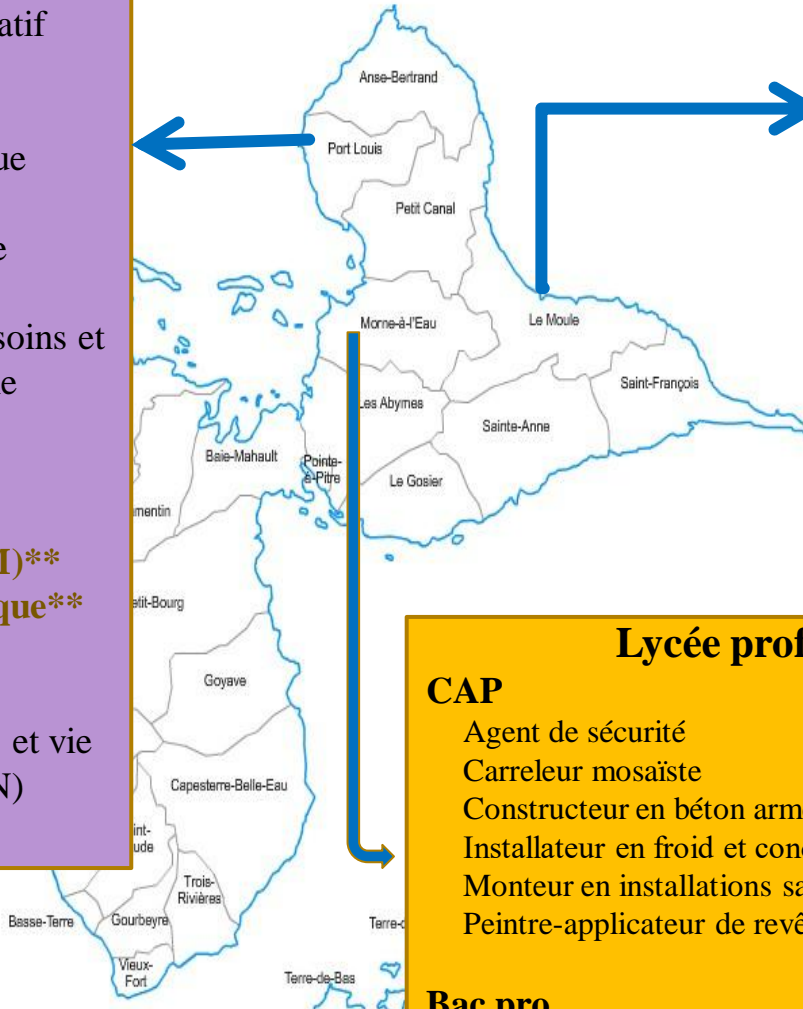 atif
ue
e
soins et
e
I)**
que**
et vie
N)
Anse-Bertrand
Port Louis
Petit Canal
Morne-à-l'Eau
Le Moule
Les Abymes
Saint-François
Sainte-Anne
Baie-Mahault
Pointe-
à-Pitre
Le Gosier
mentin
etit-Bourg
Goyave
Capesterre-Belle-Eau
int-
ude
Trois-
Rivières
Basse-Terre
Gourbeyre
Vieux-
Fort
Terre-d
Terre-de-Bas
Lycée prof
CAP
Agent de sécurité
Carreleur mosaïste
Constructeur en béton arm
Installateur en froid et con
Monteur en installations sa
Peintre-applicateur de revê
Bac pro